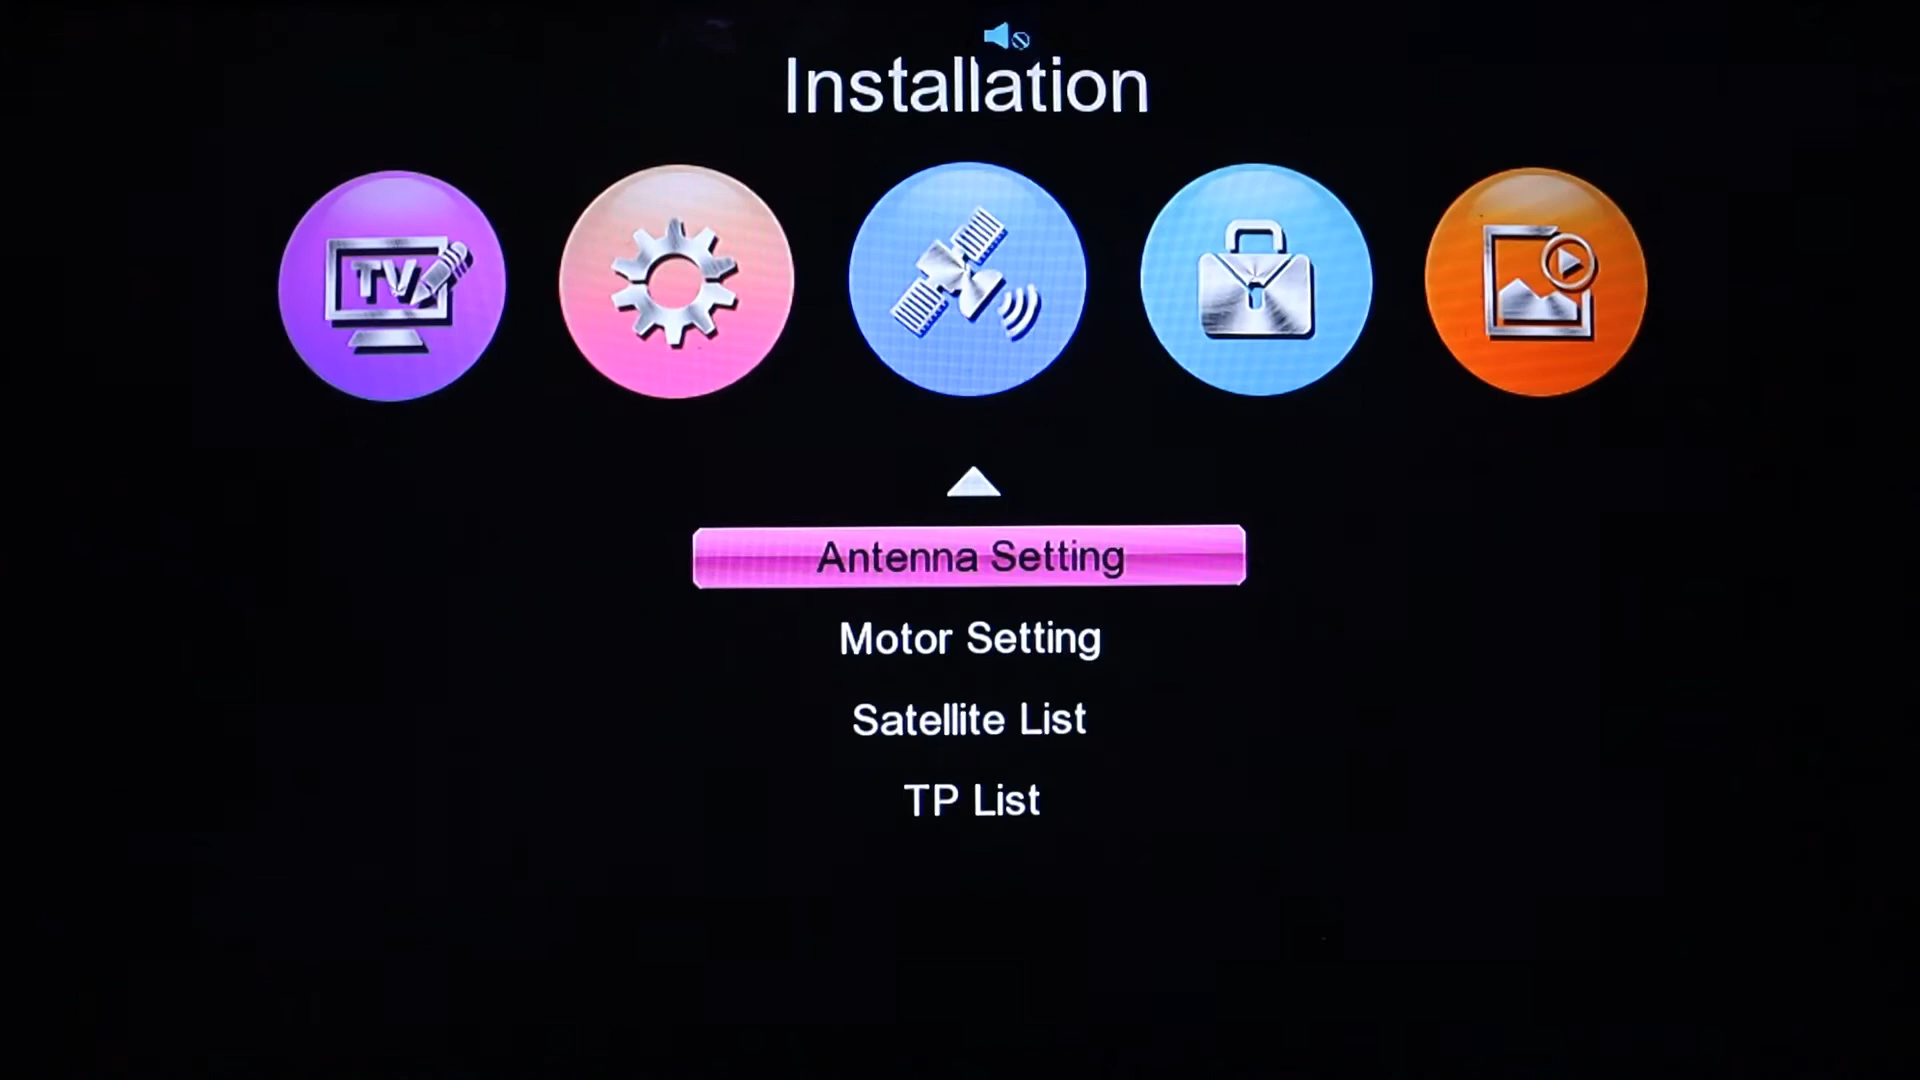 Installation
TV
Antenna Setting
Motor Setting
Satellite List
TP List